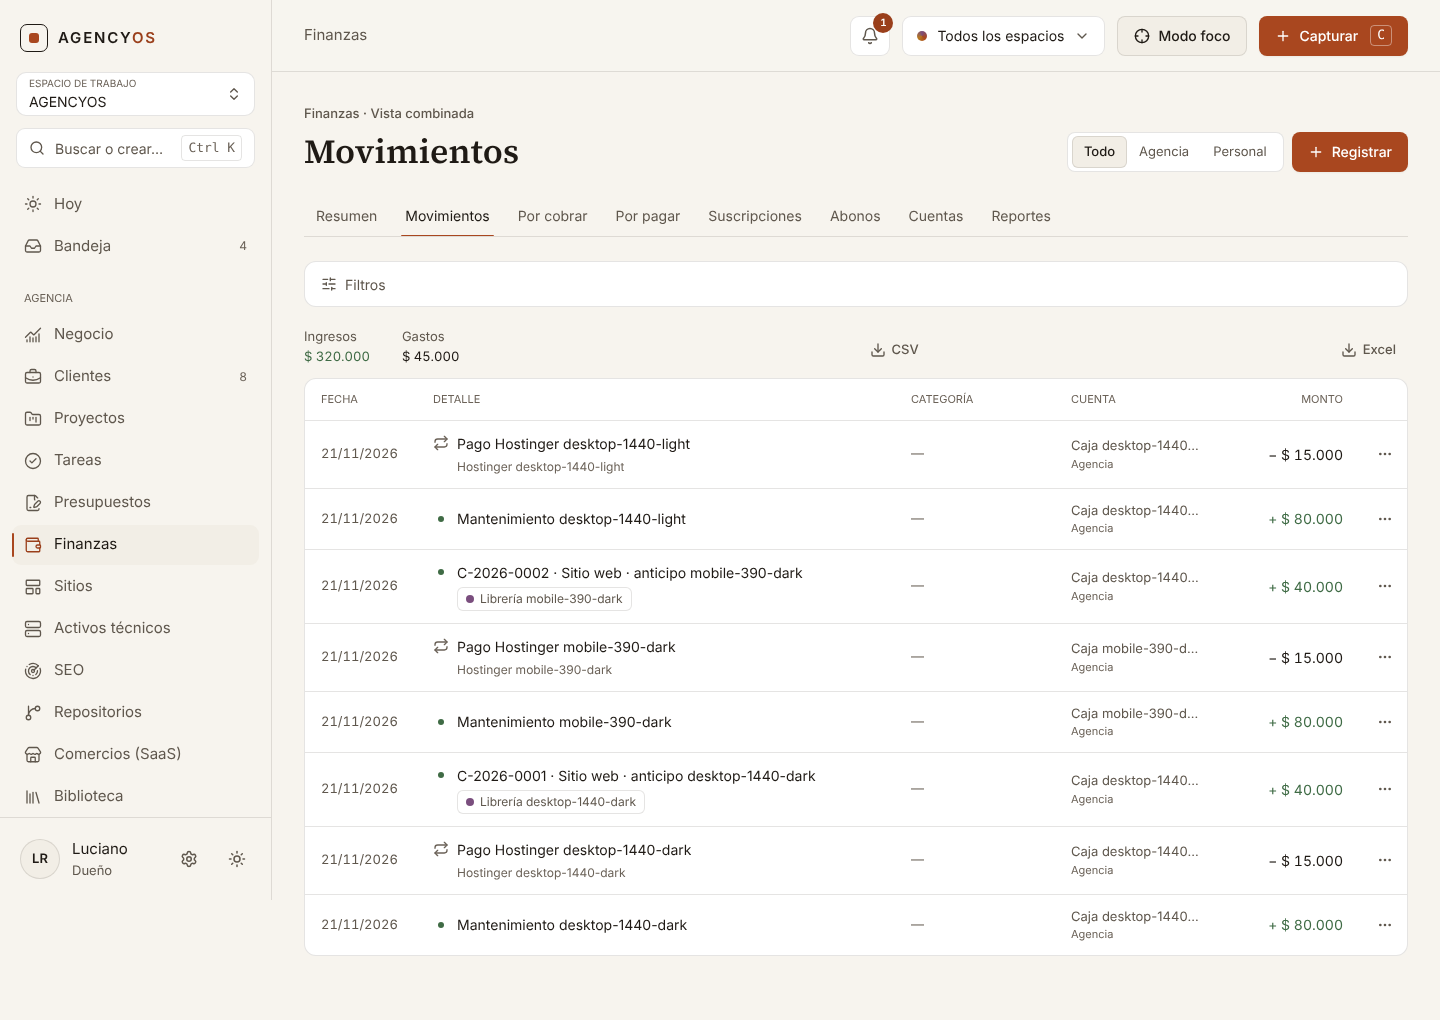 AGENCYOS
ESPACIO DE TRABAJO
AGENCYOS
Buscar o crear... Ctrl K
Hoy
Bandeja 4
AGENCIA
Negocio
Clientes 8
Proyectos
Tareas
Presupuestos
Finanzas
Sitios
Activos técnicos
SEO
Repositorios
Comercios (SaaS)
Biblioteca
LR Luciano
Dueño
Finanzas
1
Todos los espacios
Modo foco
Capturar C
Finanzas · Vista combinada
Movimientos
Todo Agencia Personal
Registrar
Resumen Movimientos Por cobrar Por pagar Suscripciones Abonos Cuentas Reportes
Filtros
Ingresos Gastos
$ 320.000 $ 45.000
CSV Excel
FECHA DETALLE CATEGORÍA CUENTA MONTO
21/11/2026 Pago Hostinger desktop-1440-light — Caja desktop-1440... − $ 15.000
Hostinger desktop-1440-light Agencia
21/11/2026 Mantenimiento desktop-1440-light — Caja desktop-1440... + $ 80.000
Agencia
21/11/2026 C-2026-0002 · Sitio web · anticipo mobile-390-dark — Caja desktop-1440... + $ 40.000
Librería mobile-390-dark Agencia
21/11/2026 Pago Hostinger mobile-390-dark — Caja mobile-390-d... − $ 15.000
Hostinger mobile-390-dark Agencia
21/11/2026 Mantenimiento mobile-390-dark — Caja mobile-390-d... + $ 80.000
Agencia
21/11/2026 C-2026-0001 · Sitio web · anticipo desktop-1440-dark — Caja desktop-1440... + $ 40.000
Librería desktop-1440-dark Agencia
21/11/2026 Pago Hostinger desktop-1440-dark — Caja desktop-1440... − $ 15.000
Hostinger desktop-1440-dark Agencia
21/11/2026 Mantenimiento desktop-1440-dark — Caja desktop-1440... + $ 80.000
Agencia